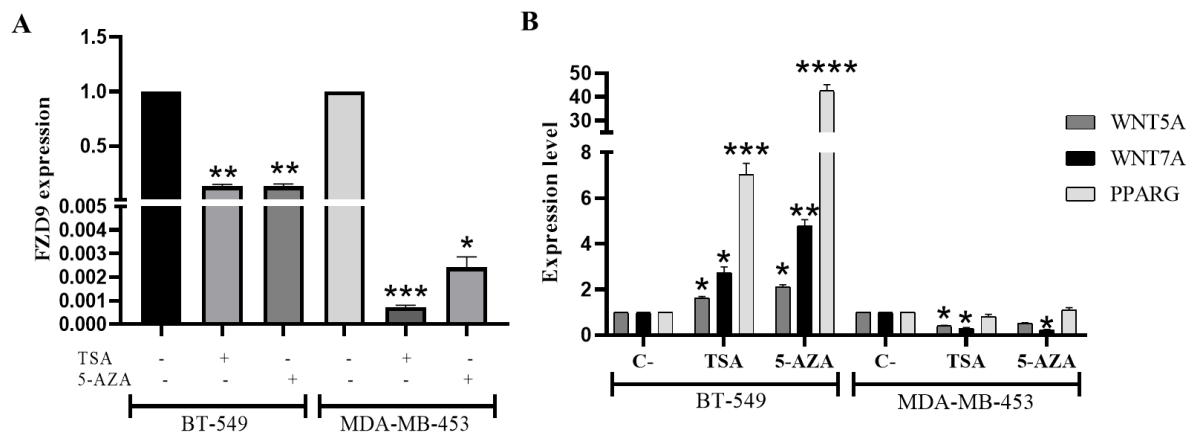 A
FZD9 expression
1.5
1.0
0.5
0.005
0.004
0.003
0.002
0.001
0.000
** ** *** *
TSA - + - - + -
5-AZA - - + - - +
BT-549 MDA-MB-453
B
Expression level
50
40
30
20
8
6
4
2
0
* * *** * ** **** * * *
C- TSA 5-AZA C- TSA 5-AZA
BT-549 MDA-MB-453
WNT5A
WNT7A
PPARG